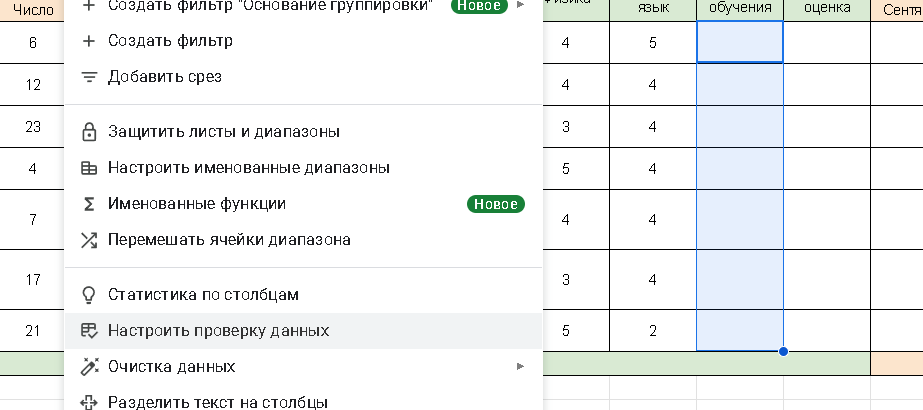 Число
Создать фильтр "Основание группировки" Новое
язык
обучения
оценка
Сентя
6
Создать фильтр
4
5
12
Добавить срез
4
4
23
Защитить листы и диапазоны
3
4
4
Настроить именованные диапазоны
5
4
7
Именованные функции Новое
4
4
Перемешать ячейки диапазона
17
Статистика по столбцам
3
4
21
Настроить проверку данных
5
2
Очистка данных
Разделить текст на столбцы